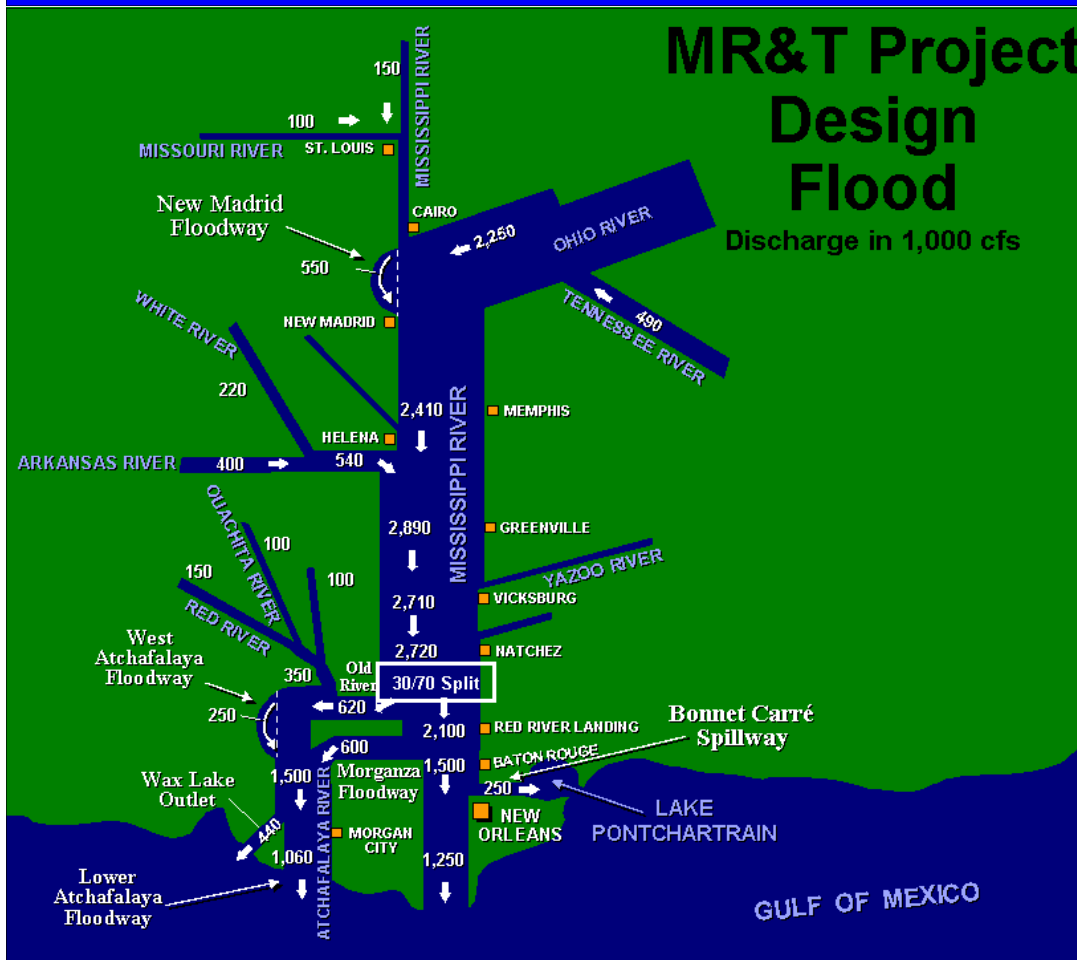 MR&T Project
Design
Flood
Discharge in 1,000 cfs
150
MISSISSIPPI RIVER
100
MISSOURI RIVER
ST. LOUIS
New Madrid
Floodway
CAIRO
2,250
OHIO RIVER
550
NEW MADRID
490
TENNESSEE RIVER
WHITE RIVER
220
2,410
MEMPHIS
MISSISSIPPI RIVER
HELENA
ARKANSAS RIVER
400
540
2,890
GREENVILLE
OUACHITA RIVER
100
150
100
RED RIVER
YAZOO RIVER
2,710
VICKSBURG
2,720
NATCHEZ
West
Atchafalaya
Floodway
350
Old
River
30/70 Split
250
620
2,100
RED RIVER LANDING
Bonnet Carré
Spillway
600
1,500
BATON ROUGE
1,500
Morganza
Floodway
250
Wax Lake
Outlet
440
ATCHAFALAYA RIVER
MORGAN
CITY
NEW
ORLEANS
LAKE
PONTCHARTRAIN
1,060
1,250
Lower
Atchafalaya
Floodway
GULF OF MEXICO